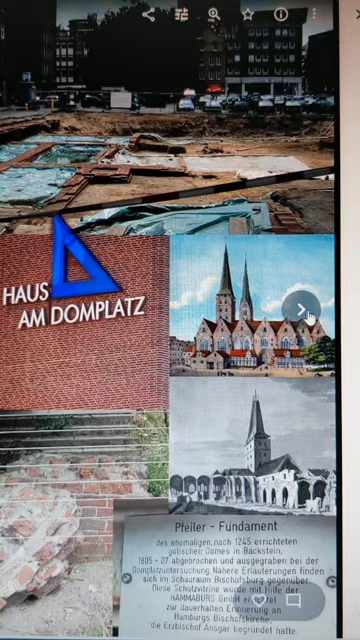 HAUS
AM DOMPLATZ
Pfeiler - Fundament
des ehemaligen, nach 1245 errichteten
gotischen Domes in Backstein.
1805 - 07 abgebrochen und ausgegraben bei der
Domplatzuntersuchung. Nähere Erläuterungen finden
sich im Schauraum Bischofsburg gegenüber.
Diese Schutzvitrine wurde mit Hilfe der
HAMMABURG GmbH
zur dauerhaften Erinnerung an
Hamburgs Bischofskirche,
die Erzbischof Ansgar begründet hatte.